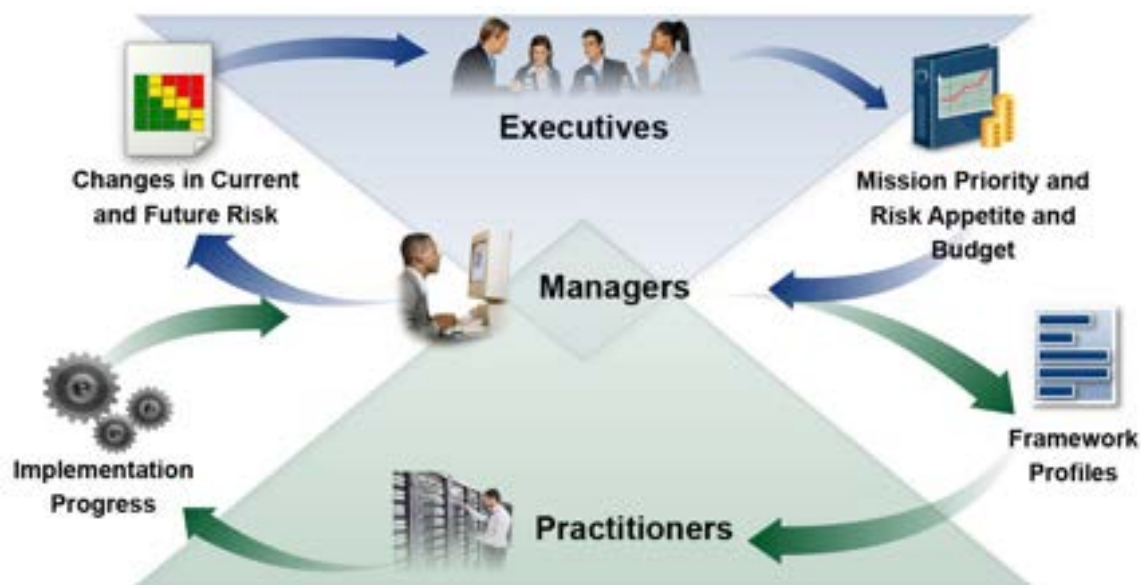 Executives
Changes in Current
and Future Risk
Mission Priority and
Risk Appetite and
Budget
Managers
Implementation
Progress
Framework
Profiles
Practitioners